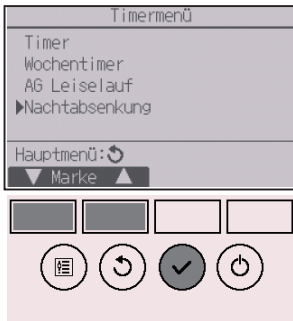 Timermenü
Timer
Wochentimer
AG Leiselauf
▶Nachtabsenkung
Hauptmenü:
▼ Marke ▲